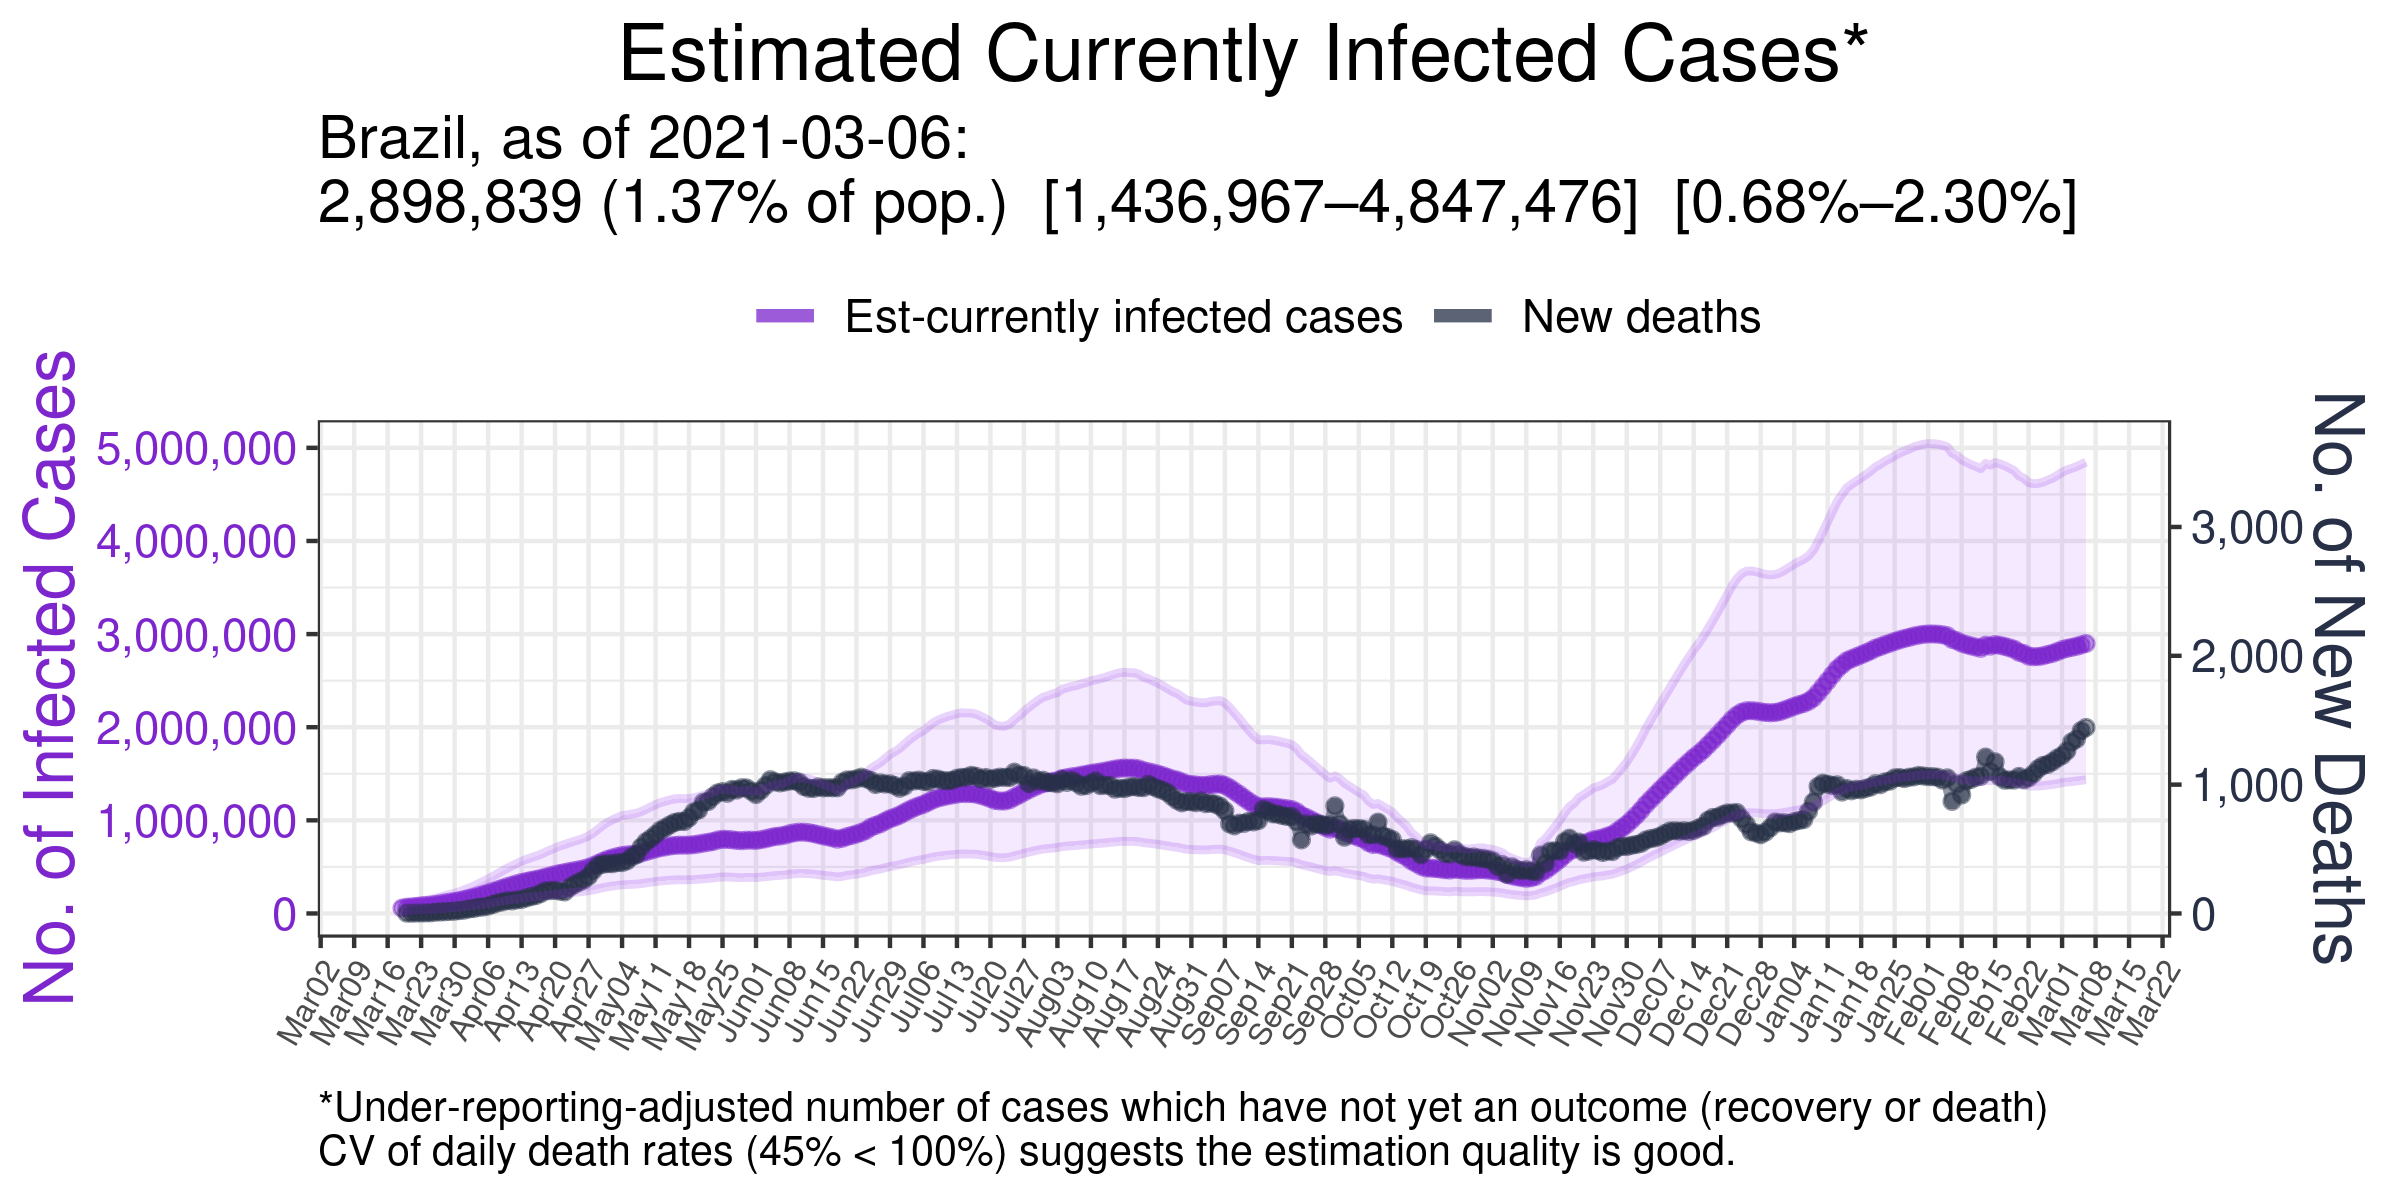 Estimated Currently Infected Cases*
Brazil, as of 2021-03-06:
2,898,839 (1.37% of pop.) [1,436,967–4,847,476] [0.68%–2.30%]
Est-currently infected cases
New deaths
No. of Infected Cases
5,000,000
4,000,000
3,000,000
2,000,000
1,000,000
0
3,000
2,000
1,000
0
No. of New Deaths
Mar02
Mar09
Mar16
Mar23
Mar30
Apr06
Apr13
Apr20
Apr27
May04
May11
May18
May25
Jun01
Jun08
Jun15
Jun22
Jun29
Jul06
Jul13
Jul20
Jul27
Aug03
Aug10
Aug17
Aug24
Aug31
Sep07
Sep14
Sep21
Sep28
Oct05
Oct12
Oct19
Oct26
Nov02
Nov09
Nov16
Nov23
Nov30
Dec07
Dec14
Dec21
Dec28
Jan04
Jan11
Jan18
Jan25
Feb01
Feb08
Feb15
Feb22
Mar01
Mar08
Mar15
Mar22
*Under-reporting-adjusted number of cases which have not yet an outcome (recovery or death)
CV of daily death rates (45% < 100%) suggests the estimation quality is good.